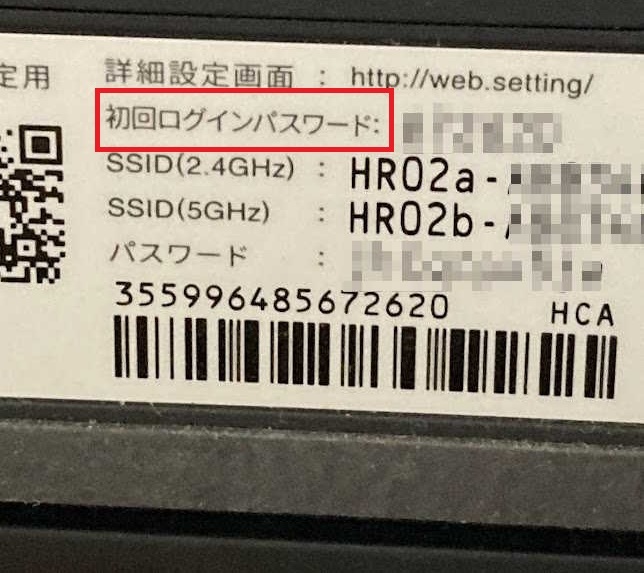 定用
詳細設定画面 : http://web.setting/
初回ログインパスワード:
SSID(2.4GHz) : HR02a-
SSID(5GHz) : HR02b-
パスワード :
355996485672620 HCA